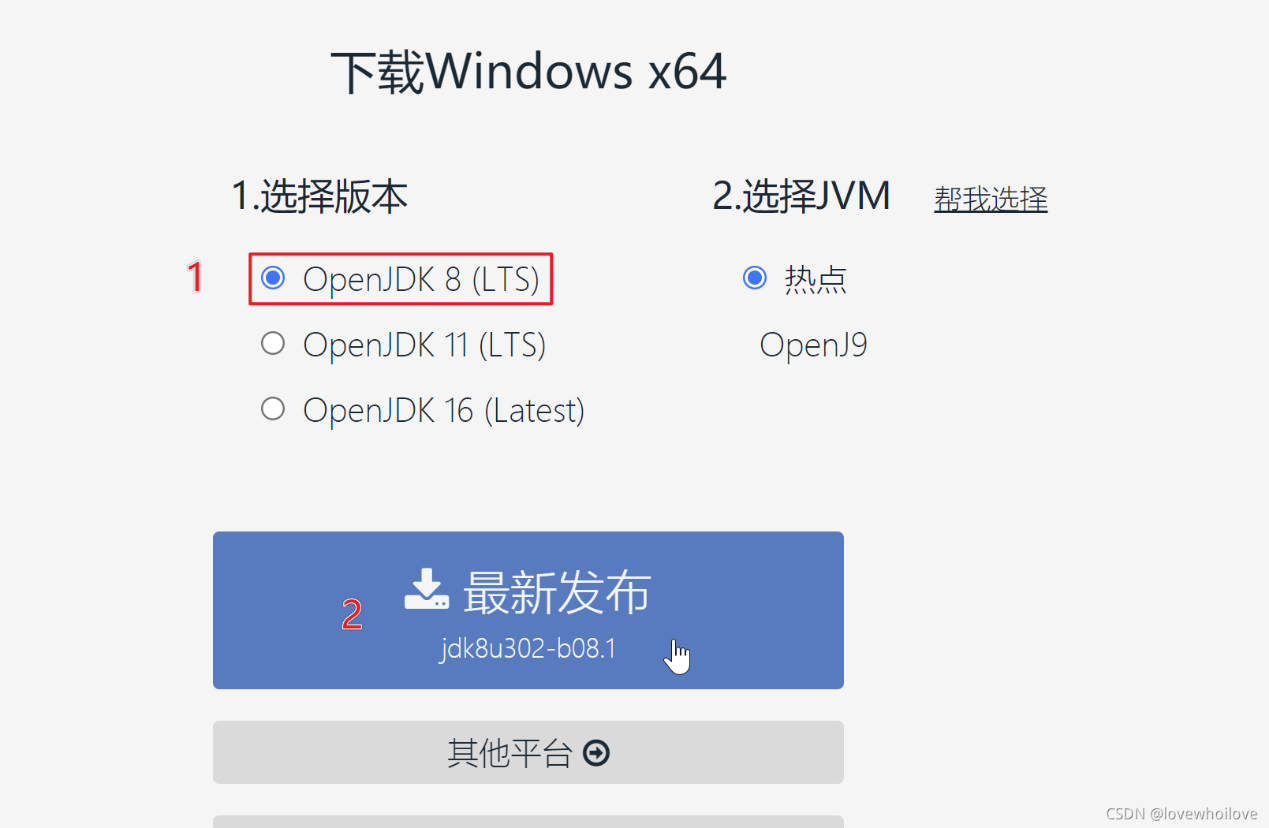 下载Windows x64
1.选择版本
2.选择JVM 帮我选择
1
OpenJDK 8 (LTS)
热点
OpenJDK 11 (LTS)
OpenJ9
OpenJDK 16 (Latest)
最新发布
2
jdk8u302-b08.1
其他平台
CSDN @lovewhoilove